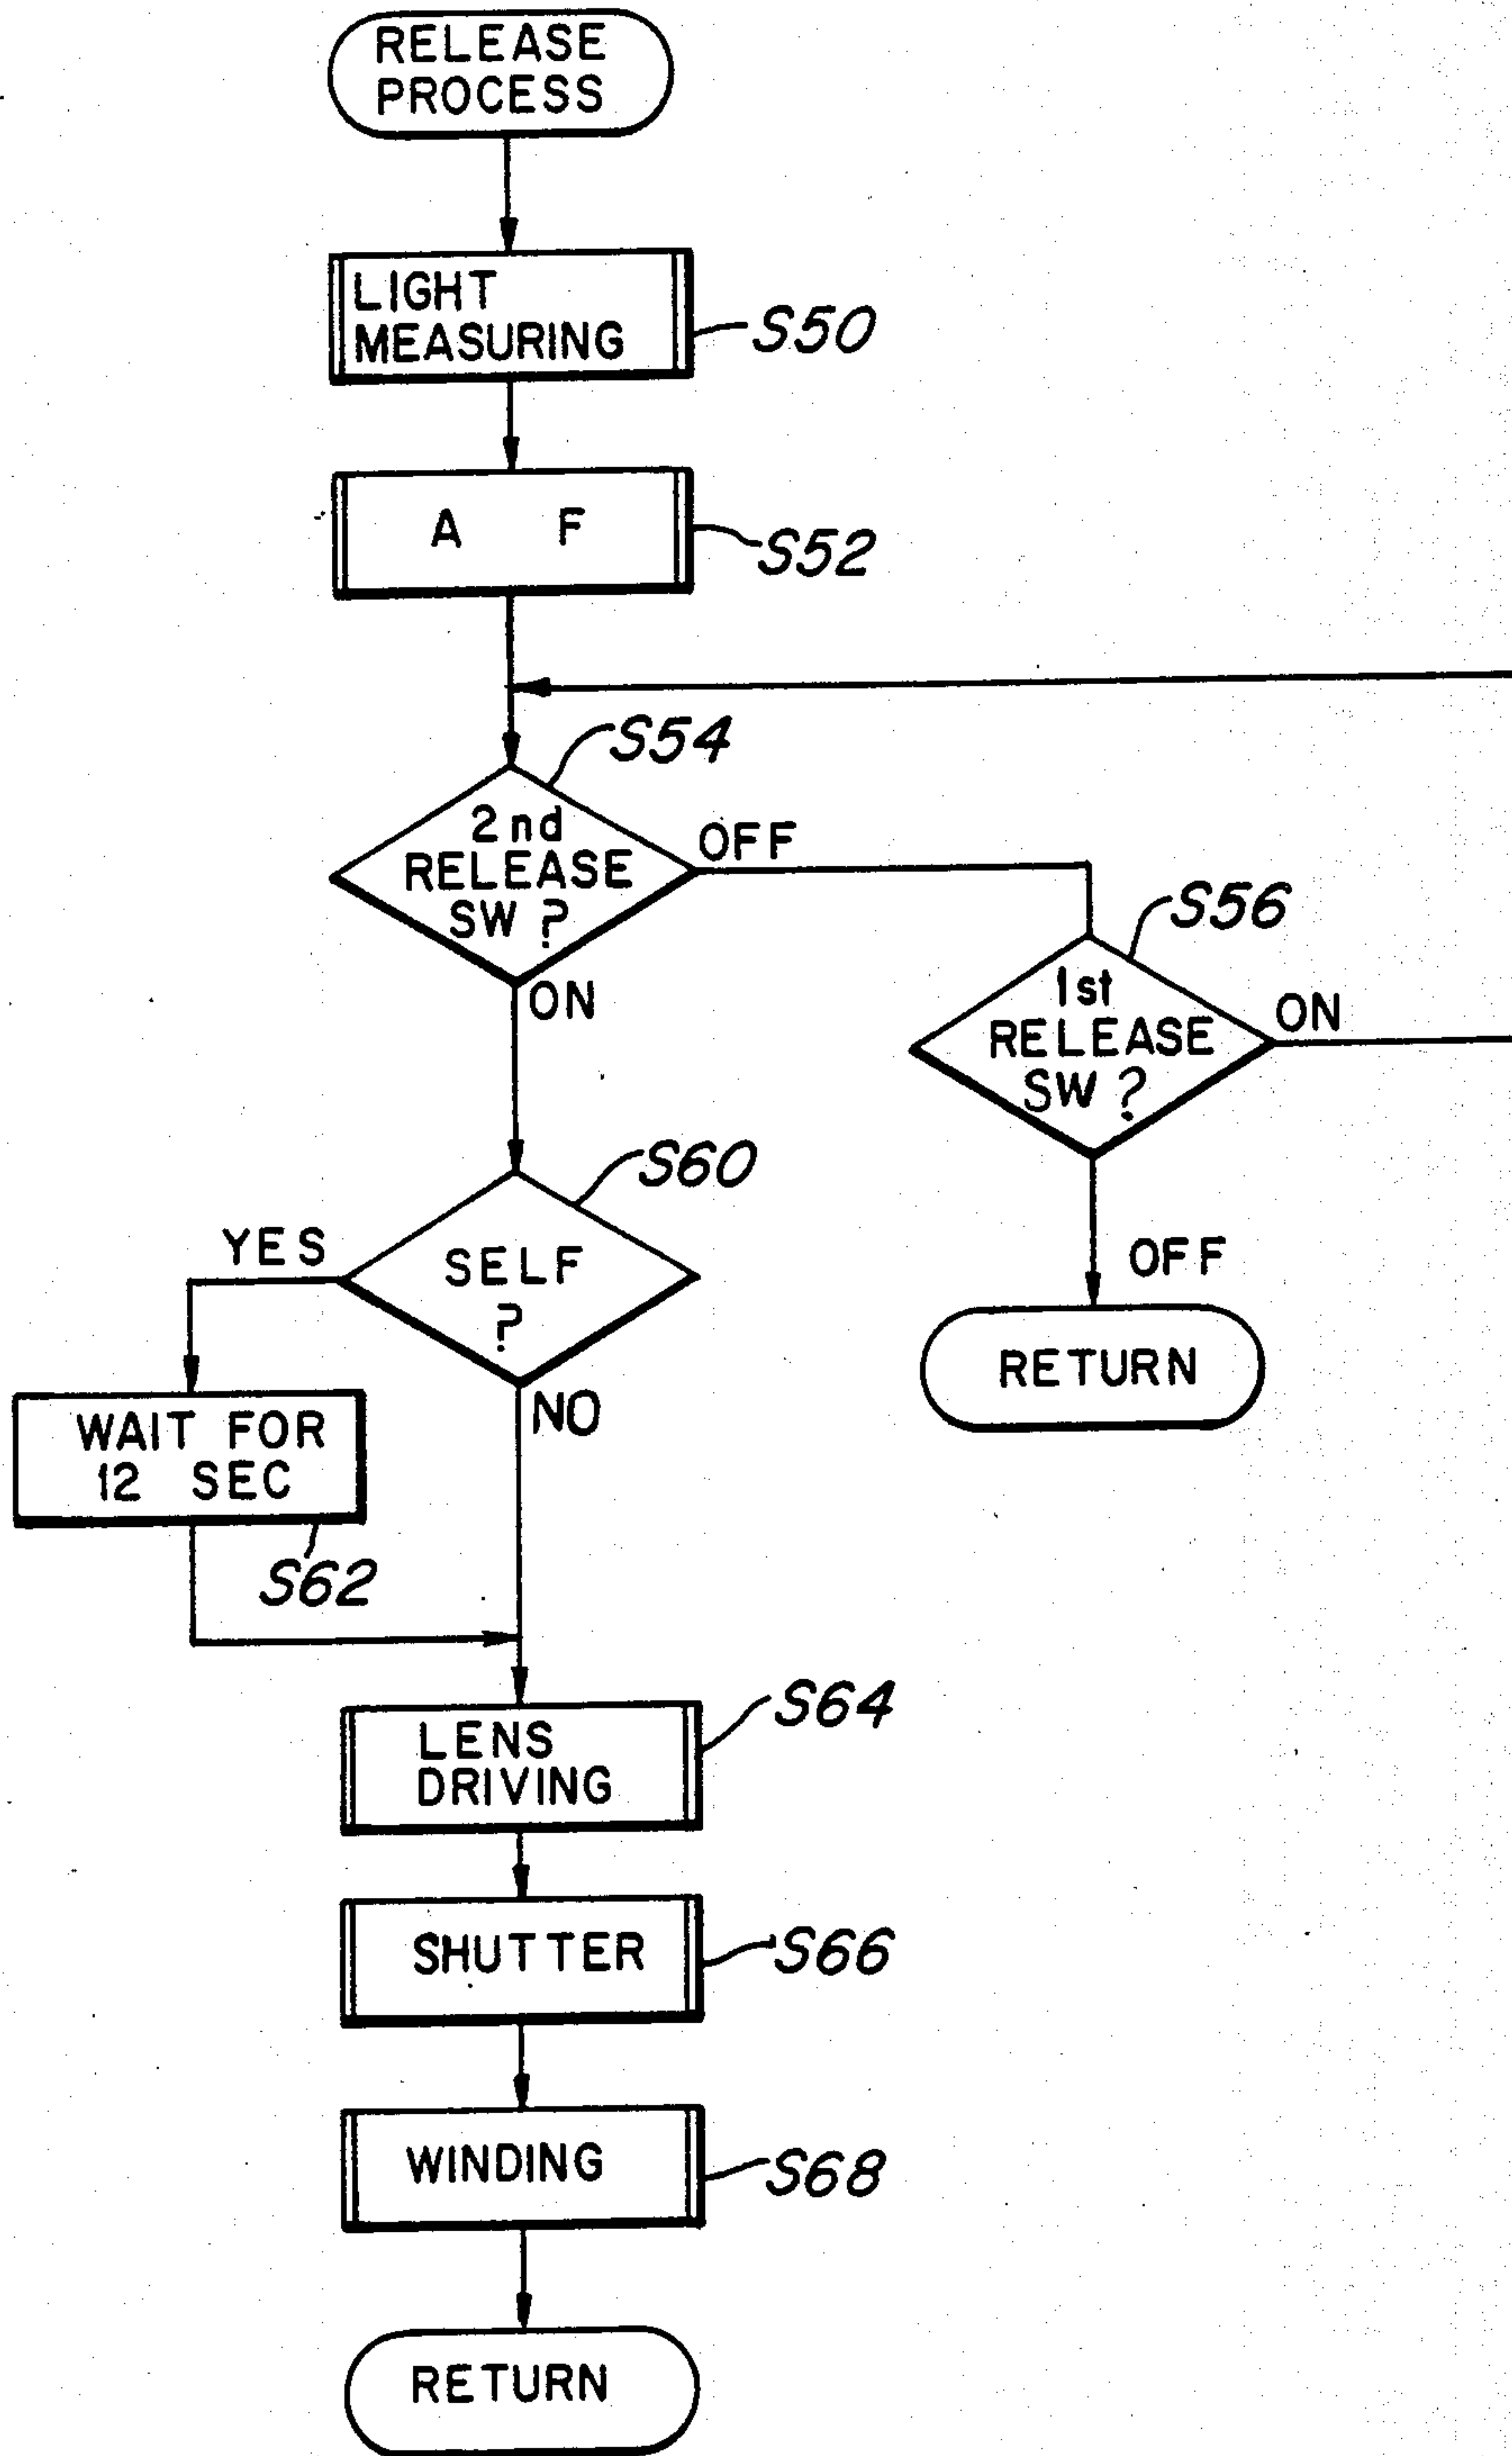 RELEASE
PROCESS
LIGHT
MEASURING
S50
A F
S52
S54
2nd
RELEASE
SW ?
OFF
ON
S56
1st
RELEASE
SW ?
ON
OFF
RETURN
S60
SELF
?
YES
NO
WAIT FOR
12 SEC
S62
LENS
DRIVING
S64
SHUTTER
S66
WINDING
S68
RETURN